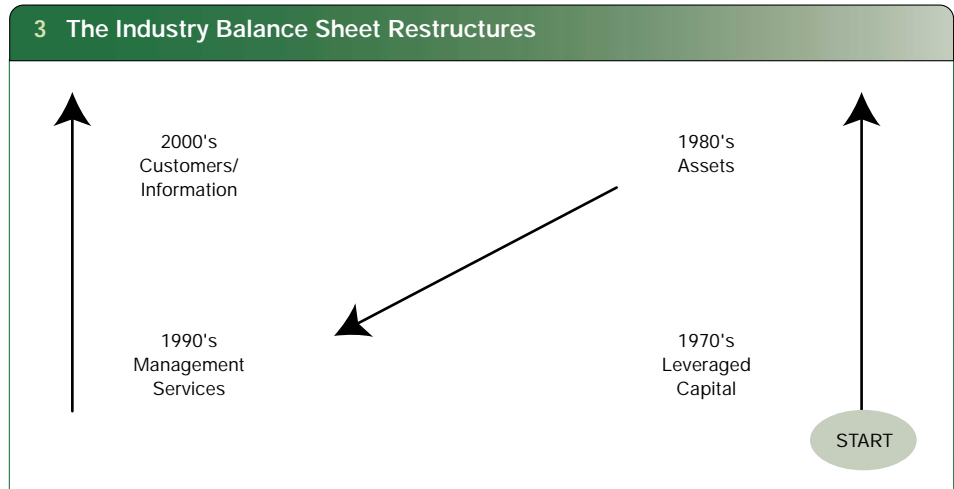 3 The Industry Balance Sheet Restructures
2000's
Customers/
Information
1980's
Assets
1990's
Management
Services
1970's
Leveraged
Capital
START